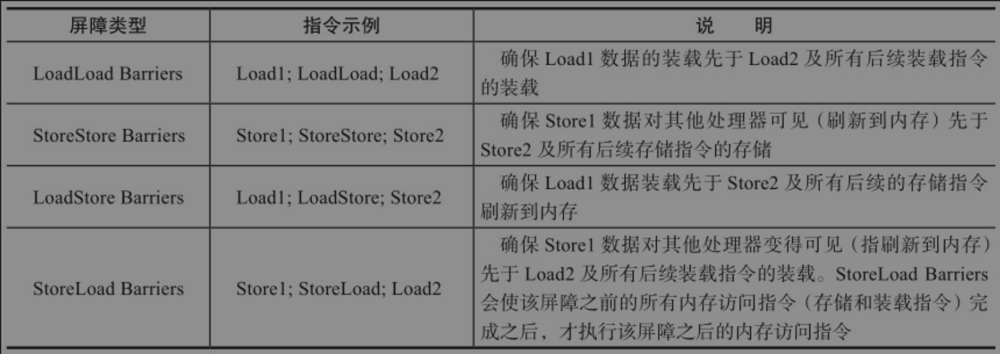 屏障类型 指令示例 说 明
LoadLoad Barriers Load1; LoadLoad; Load2 确保 Load1 数据的装载先于 Load2 及所有后续装载指令
的装载
StoreStore Barriers Store1; StoreStore; Store2 确保 Store1 数据对其他处理器可见（刷新到内存）先于
Store2 及所有后续存储指令的存储
LoadStore Barriers Load1; LoadStore; Store2 确保 Load1 数据装载先于 Store2 及所有后续的存储指令
刷新到内存
StoreLoad Barriers Store1; StoreLoad; Load2 确保 Store1 数据对其他处理器变得可见（指刷新到内存）
先于 Load2 及所有后续装载指令的装载。StoreLoad Barriers
会使该屏障之前的所有内存访问指令（存储和装载指令）完
成之后，才执行该屏障之后的内存访问指令